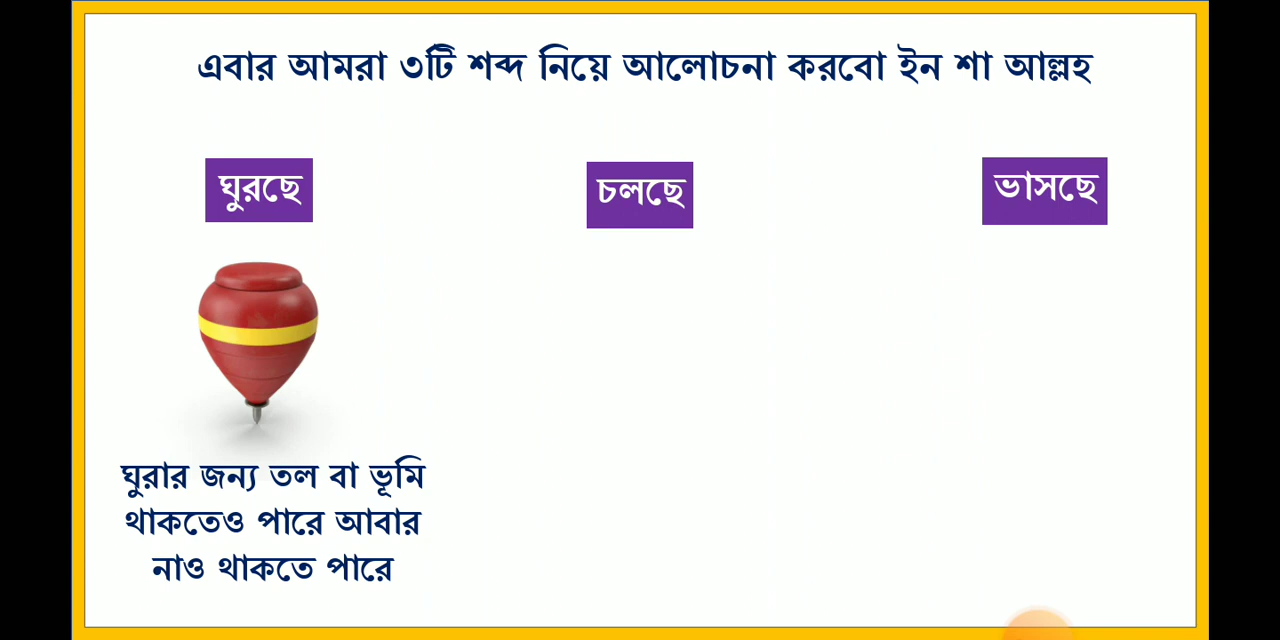 এবার আমরা ৩টি শব্দ নিয়ে আলোচনা করবো ইন শা আল্লহ
ঘুরছে
চলছে
ভাসছে
ঘুরার জন্য তল বা ভূমি
থাকতেও পারে আবার
নাও থাকতে পারে